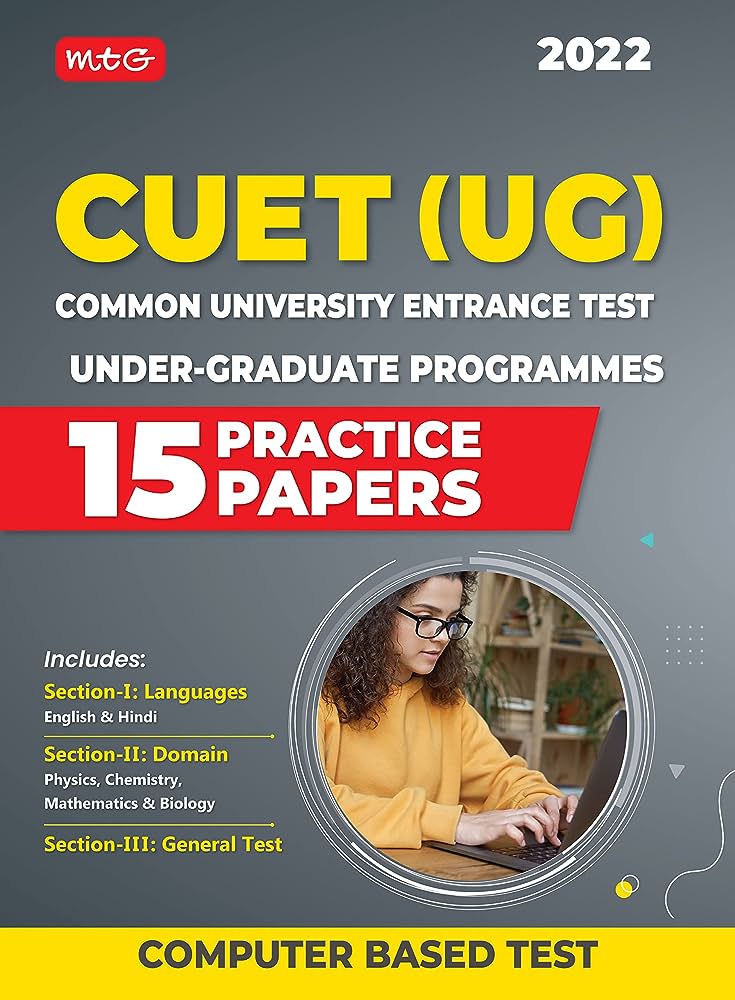 mtG
2022
CUET (UG)
COMMON UNIVERSITY ENTRANCE TEST
UNDER-GRADUATE PROGRAMMES
15 PRACTICE
PAPERS
Includes:
Section-I: Languages
English & Hindi
Section-II: Domain
Physics, Chemistry,
Mathematics & Biology
Section-III: General Test
COMPUTER BASED TEST